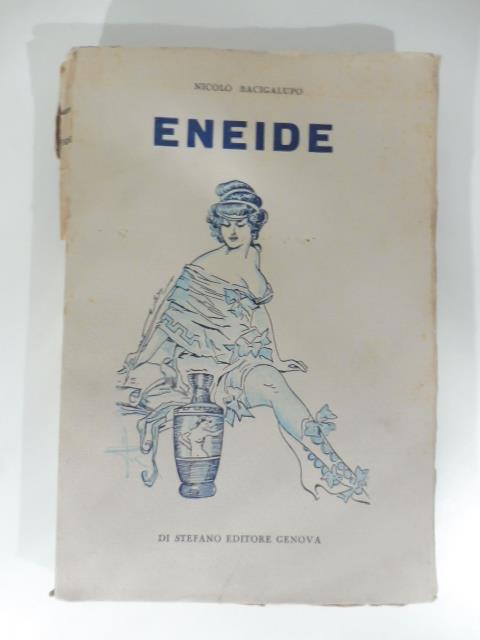 NICOLÒ BACIGALUPO
ENEIDE
DI STEFANO EDITORE GENOVA